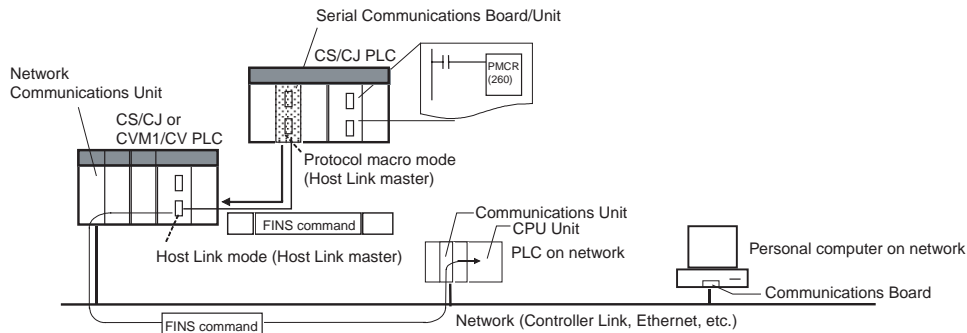 Serial Communications Board/Unit
CS/CJ PLC
PMCR
(260)
Network
Communications Unit
CS/CJ or
CVM1/CV PLC
Protocol macro mode
(Host Link master)
FINS command
Host Link mode (Host Link master)
Communications Unit
CPU Unit
PLC on network
Personal computer on network
Communications Board
Network (Controller Link, Ethernet, etc.)
FINS command